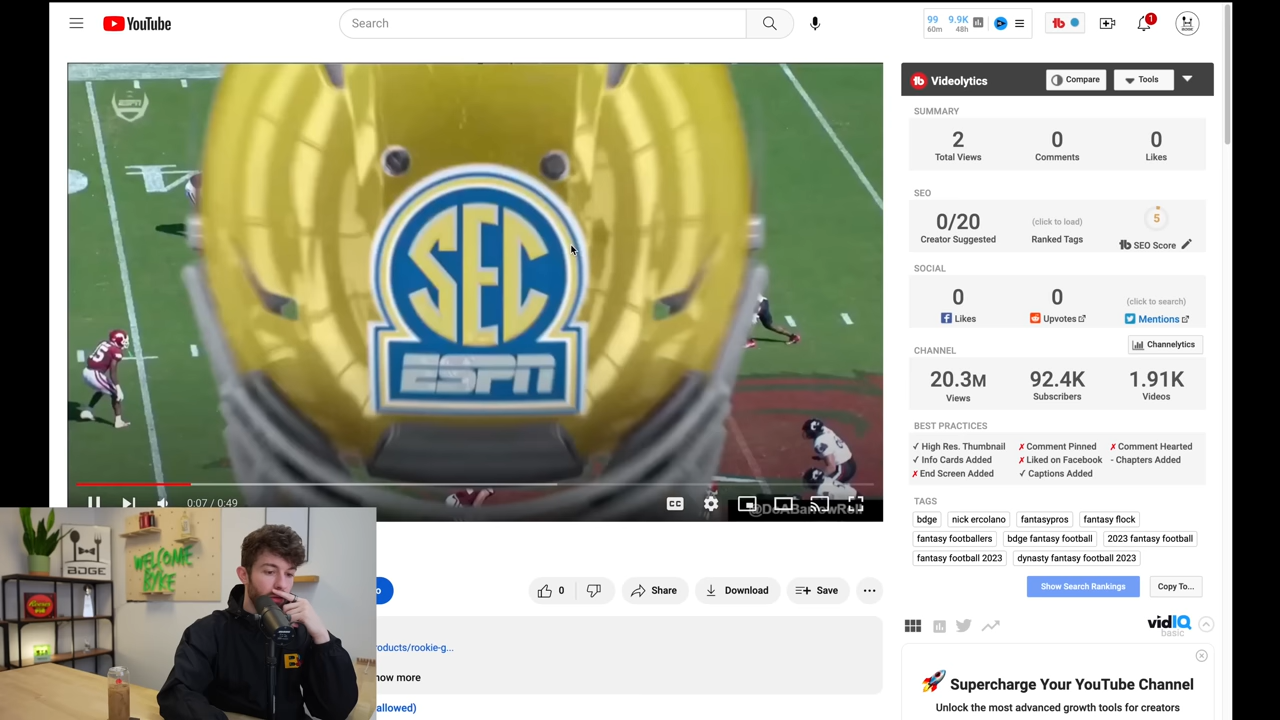 YouTube
Search
99
60m
9.9K
48h
1
Videolytics
Compare
Tools
SUMMARY
2
Total Views
0
Comments
0
Likes
SEO
0/20
Creator Suggested
(click to load)
Ranked Tags
5
SEO Score
SOCIAL
0
Likes
0
Upvotes
(click to search)
Mentions
CHANNEL
Channelytics
20.3M
Views
92.4K
Subscribers
1.91K
Videos
BEST PRACTICES
✓ High Res. Thumbnail
✗ Comment Pinned
✗ Comment Hearted
✓ Info Cards Added
✗ Liked on Facebook
- Chapters Added
✗ End Screen Added
✓ Captions Added
TAGS
bdge
nick ercolano
fantasypros
fantasy flock
fantasy footballers
bdge fantasy football
2023 fantasy football
fantasy football 2023
dynasty fantasy football 2023
Show Search Rankings
Copy To...
vidIQ
basic
Supercharge Your YouTube Channel
Unlock the most advanced growth tools for creators
ESPN
SEC
ESPN
0:07 / 0:49
CC
@DoABarrowRoll
0
Share
Download
Save
oducts/rookie-g...
how more
allowed)
BDGE
WELCOME